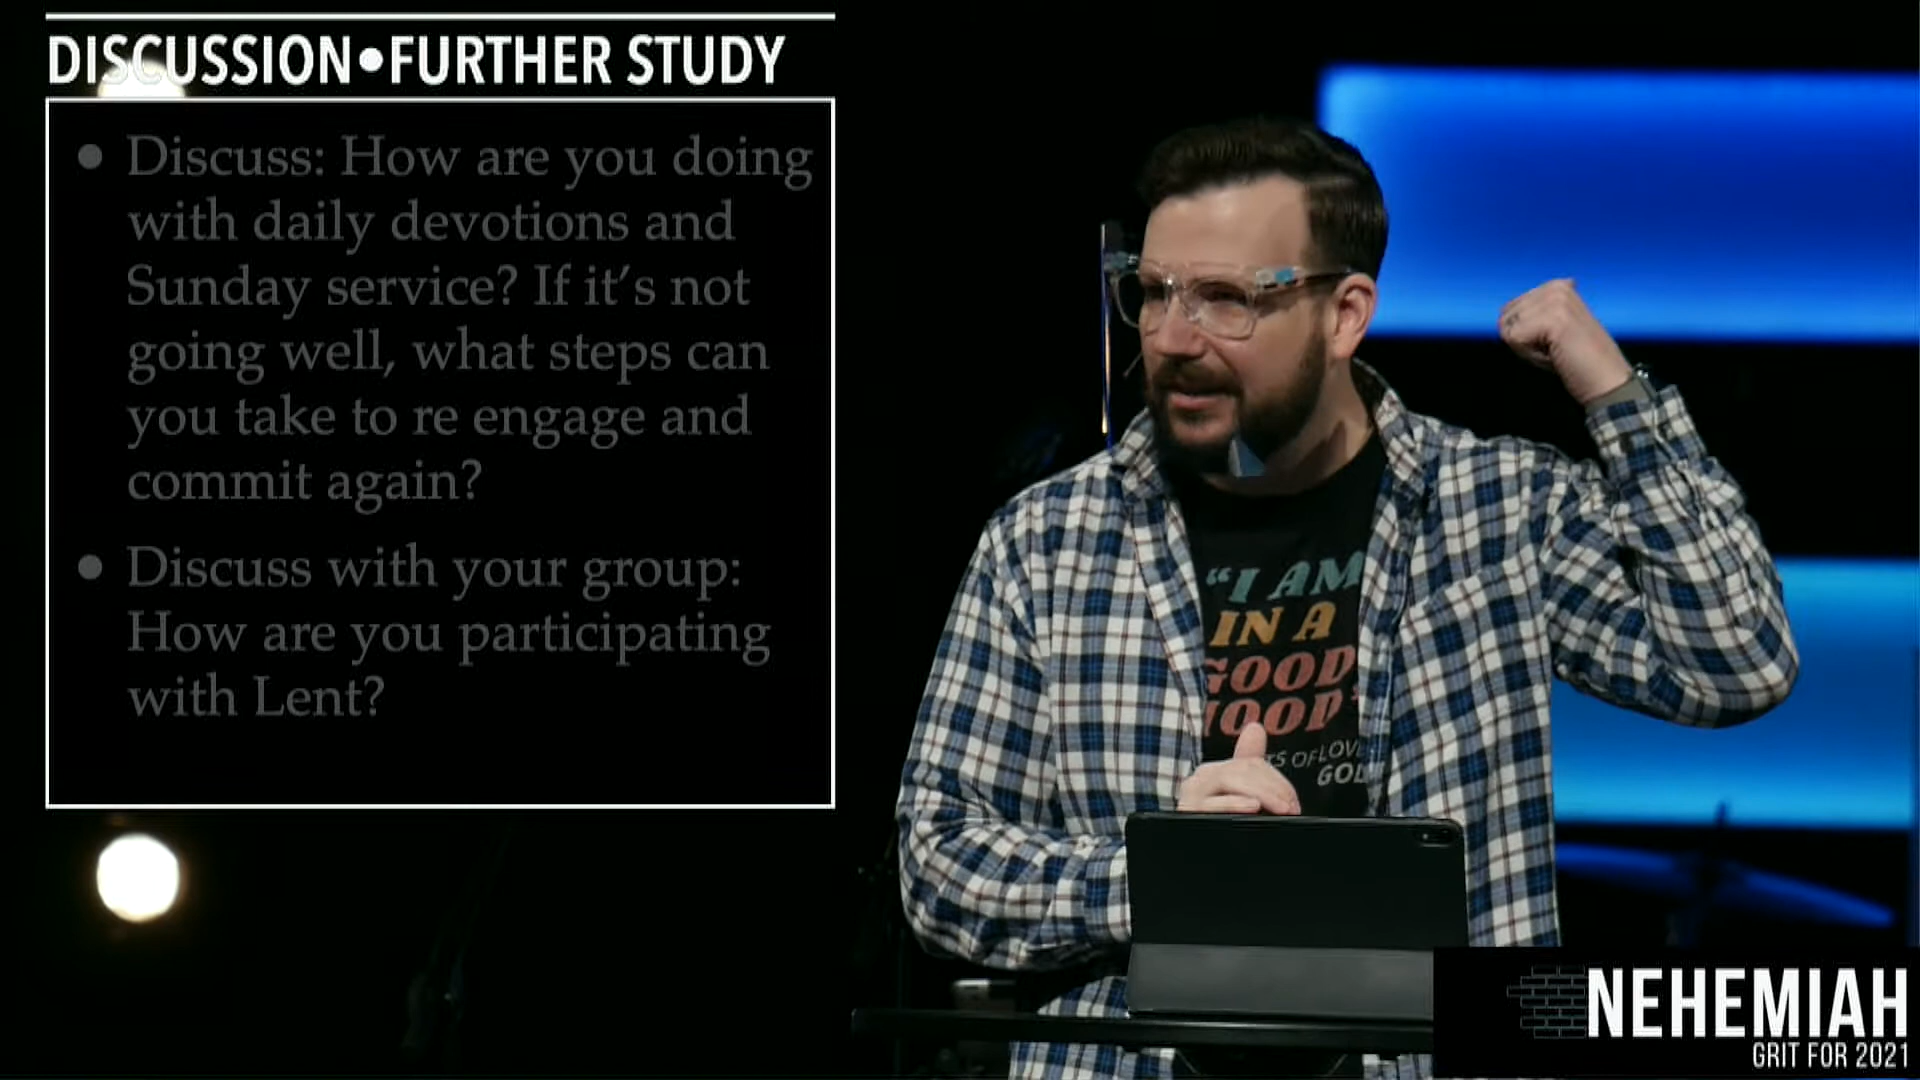 DISCUSSION•FURTHER STUDY
• Discuss: How are you doing
with daily devotions and
Sunday service? If it's not
going well, what steps can
you take to re engage and
commit again?
• Discuss with your group:
How are you participating
with Lent?
“I AM
IN A
GOOD
OF LOV
NEHEMIAH
GRIT FOR 2021